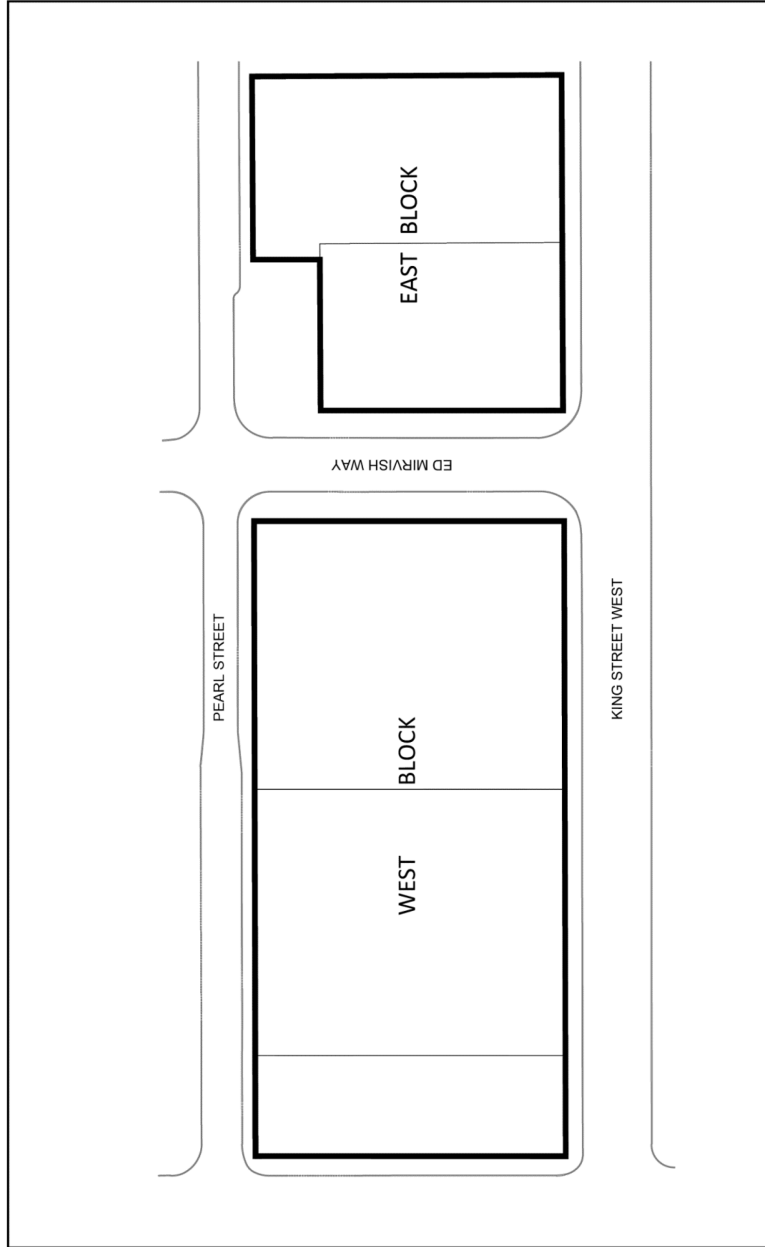 PEARL STREET
WEST BLOCK
ED MIRVISH WAY
EAST BLOCK
KING STREET WEST